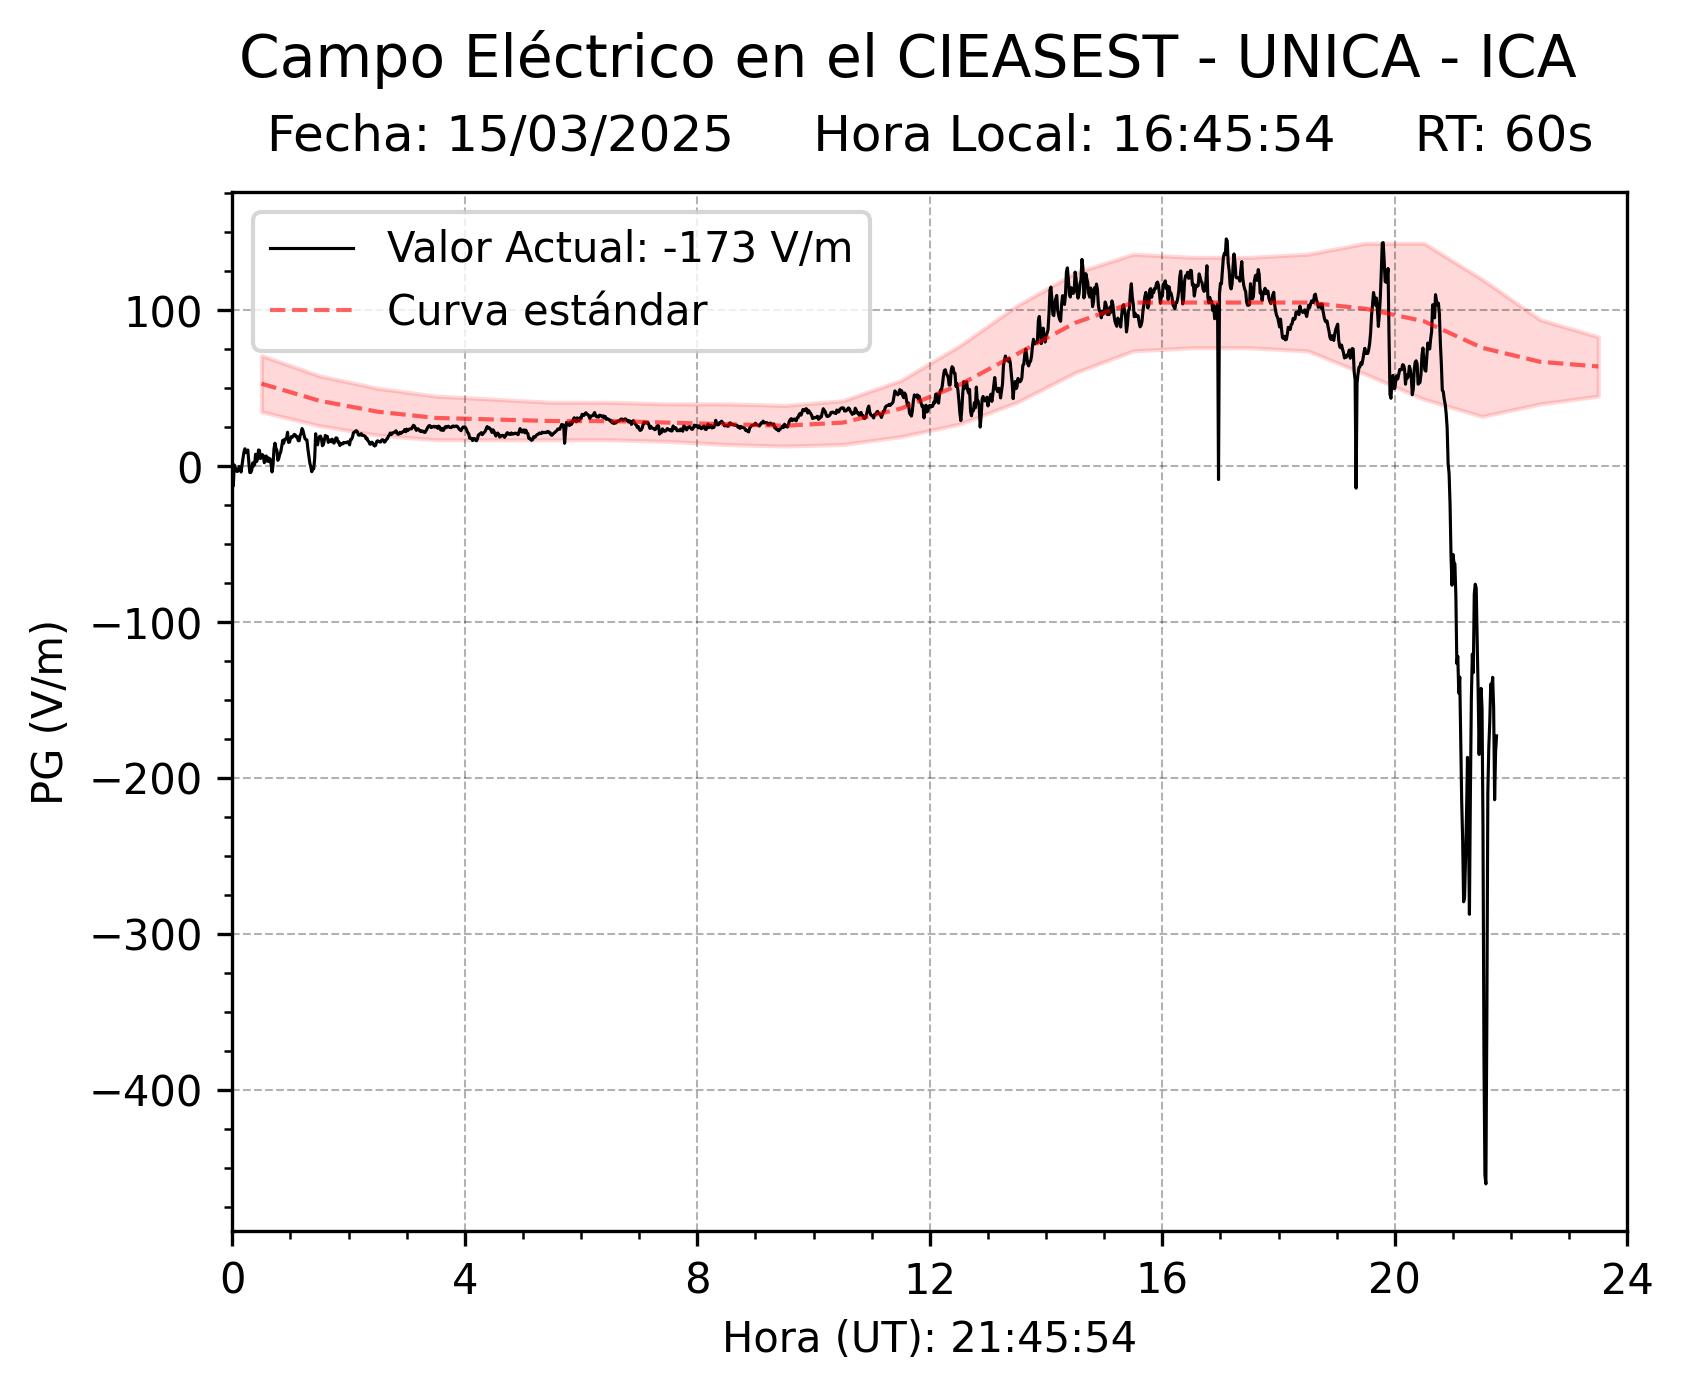 Campo Eléctrico en el CIEASEST - UNICA - ICA
Fecha: 15/03/2025 Hora Local: 16:45:54 RT: 60s
Valor Actual: -173 V/m
Curva estándar
100
0
−100
−200
−300
−400
PG (V/m)
0 4 8 12 16 20 24
Hora (UT): 21:45:54